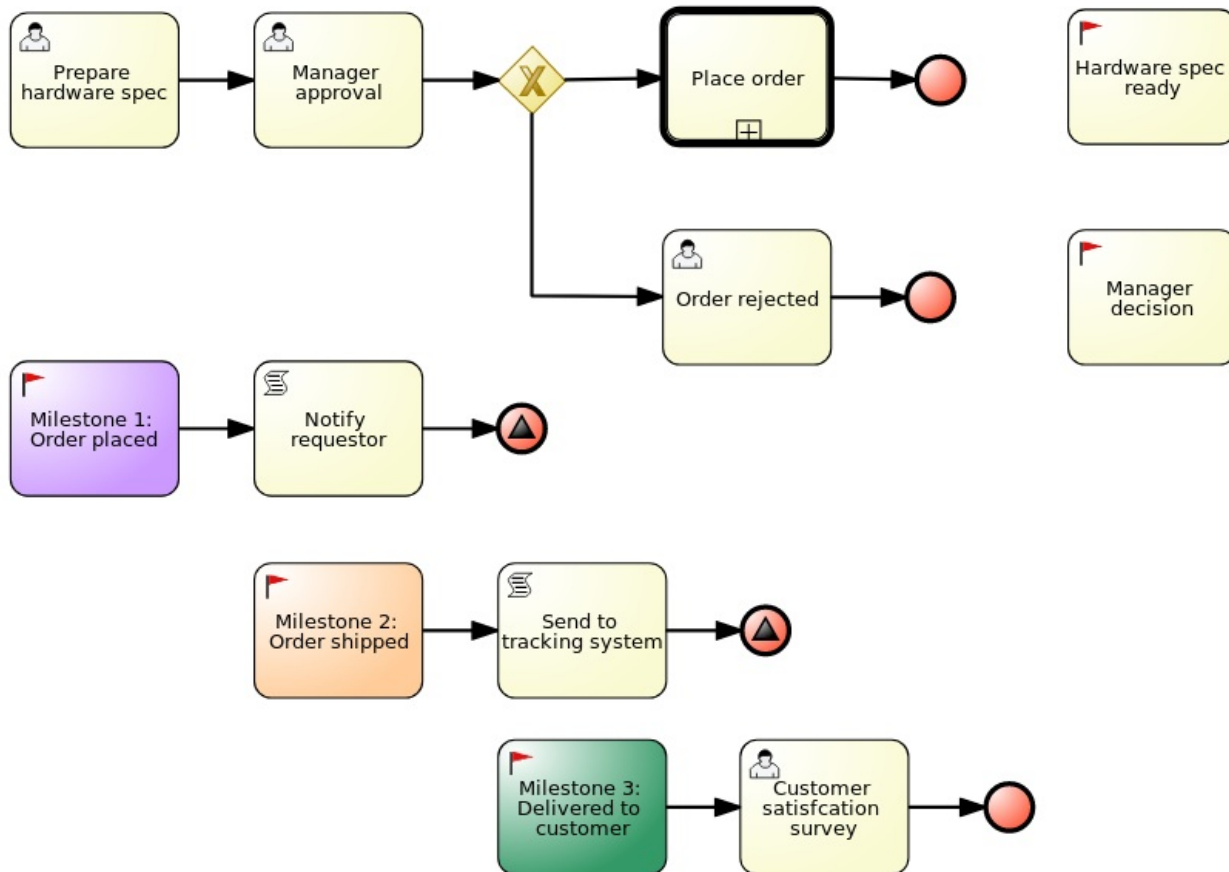 Prepare
hardware spec
Manager
approval
Place order
Hardware spec
ready
Order rejected
Manager
decision
Milestone 1:
Order placed
Notify
requestor
Milestone 2:
Order shipped
Send to
tracking system
Milestone 3:
Delivered to
customer
Customer
satisfcation
survey